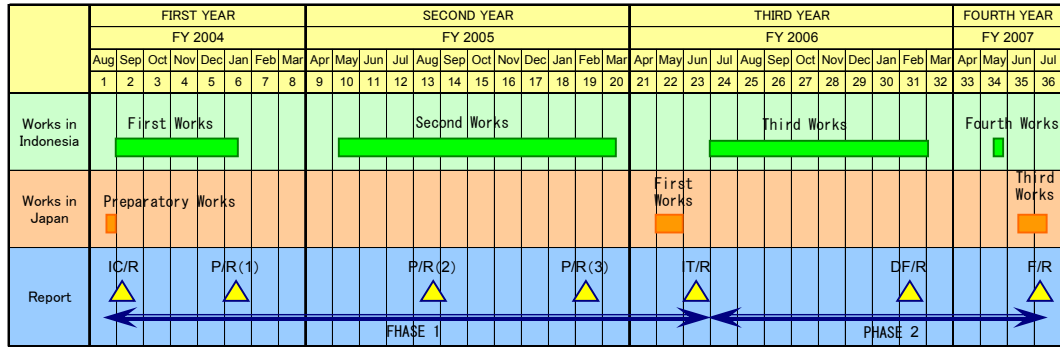 FIRST YEAR SECOND YEAR THIRD YEAR FOURTH YEAR
FY 2004 FY 2005 FY 2006 FY 2007
Aug Sep Oct Nov Dec Jan Feb Mar Apr May Jun Jul Aug Sep Oct Nov Dec Jan Feb Mar Apr May Jun Jul Aug Sep Oct Nov Dec Jan Feb Mar Apr May Jun Jul
1 2 3 4 5 6 7 8 9 10 11 12 13 14 15 16 17 18 19 20 21 22 23 24 25 26 27 28 29 30 31 32 33 34 35 36
Works in
Indonesia
First Works Second Works Third Works Fourth Works
Works in
Japan
Preparatory Works
First
Works
Third
Works
Report
IC/R P/R(1) P/R(2) P/R(3) IT/R DF/R F/R
FHASE 1 PHASE 2